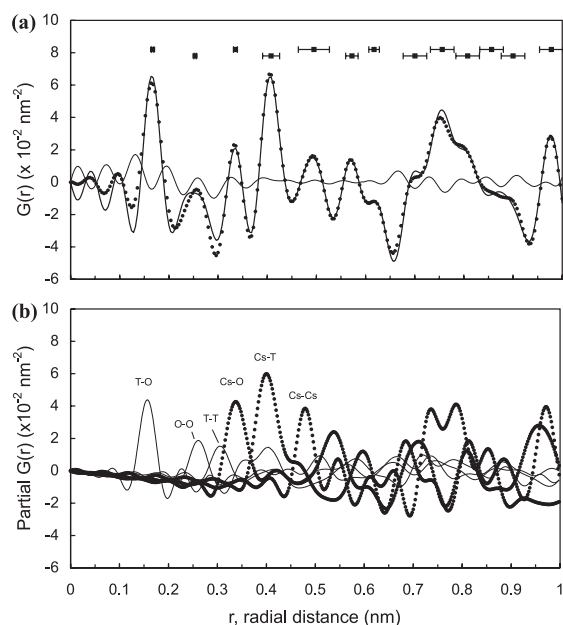 (a)
10
8
6
4
2
0
-2
-4
-6
G(r) (x 10⁻² nm⁻²)
(b)
10
8
6
4
2
0
-2
-4
-6
Partial G(r) (x10⁻² nm⁻²)
T-O
O-O
T-T
Cs-O
Cs-T
Cs-Cs
0 0.1 0.2 0.3 0.4 0.5 0.6 0.7 0.8 0.9 1
r, radial distance (nm)